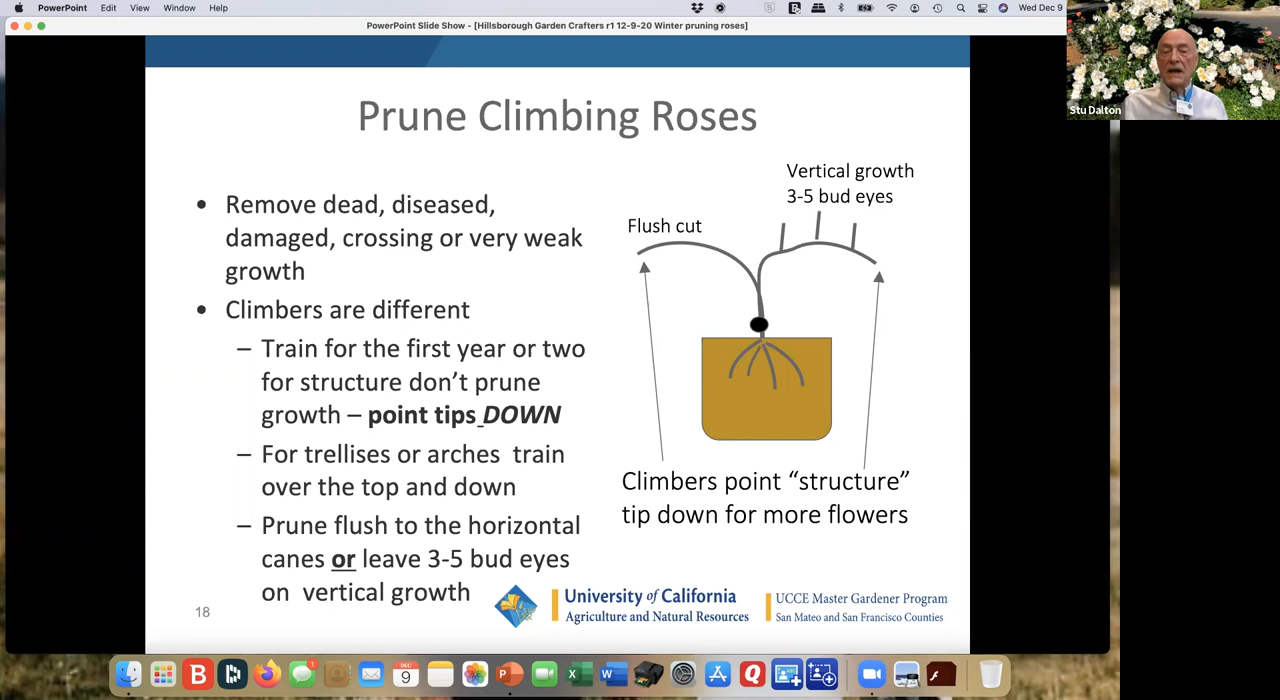 PowerPoint Edit View Window Help
Wed Dec 9
PowerPoint Slide Show - [Hillsborough Garden Crafters r1 12-9-20 Winter pruning roses]
Stu Dalton
Prune Climbing Roses
• Remove dead, diseased,
damaged, crossing or very weak
growth
• Climbers are different
– Train for the first year or two
for structure don’t prune
growth – point tips DOWN
– For trellises or arches train
over the top and down
– Prune flush to the horizontal
canes or leave 3-5 bud eyes
on vertical growth
Vertical growth
3-5 bud eyes
Flush cut
Climbers point “structure”
tip down for more flowers
18
University of California
Agriculture and Natural Resources
UCCE Master Gardener Program
San Mateo and San Francisco Counties
B
1
DEC
9
P
X
W
Q